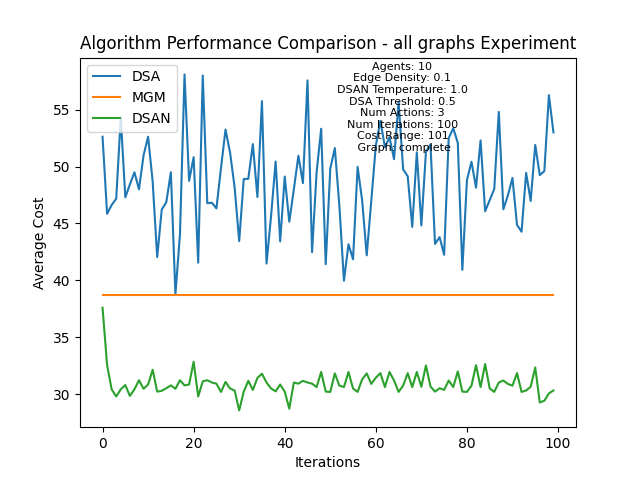 Algorithm Performance Comparison - all graphs Experiment
DSA
MGM
DSAN
Agents: 10
Edge Density: 0.1
DSAN Temperature: 1.0
DSA Threshold: 0.5
Num Actions: 3
Num Iterations: 100
Cost Range: 101
Graph: complete
Average Cost
55
50
45
40
35
30
0
20
40
60
80
100
Iterations